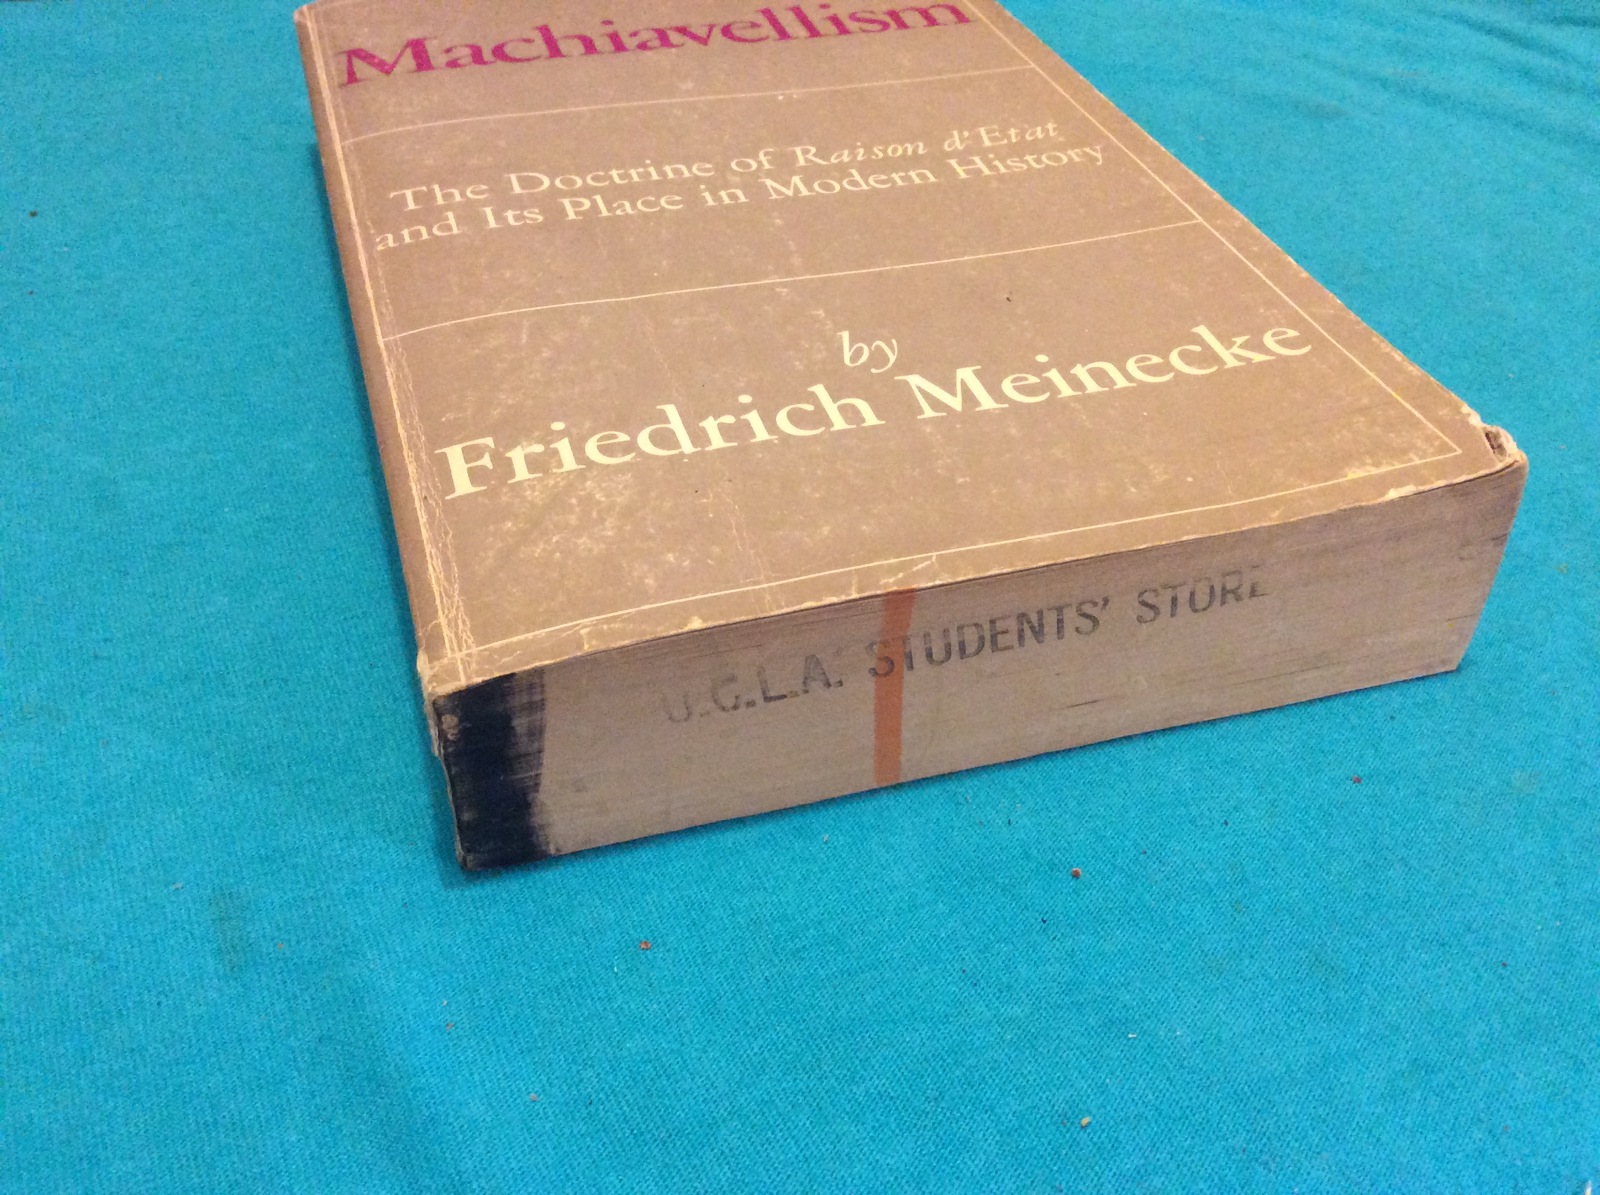 Machiavellism
The Doctrine of Raison d'Etat
and Its Place in Modern History
by
Friedrich Meinecke
U.C.L.A. STUDENTS' STORE